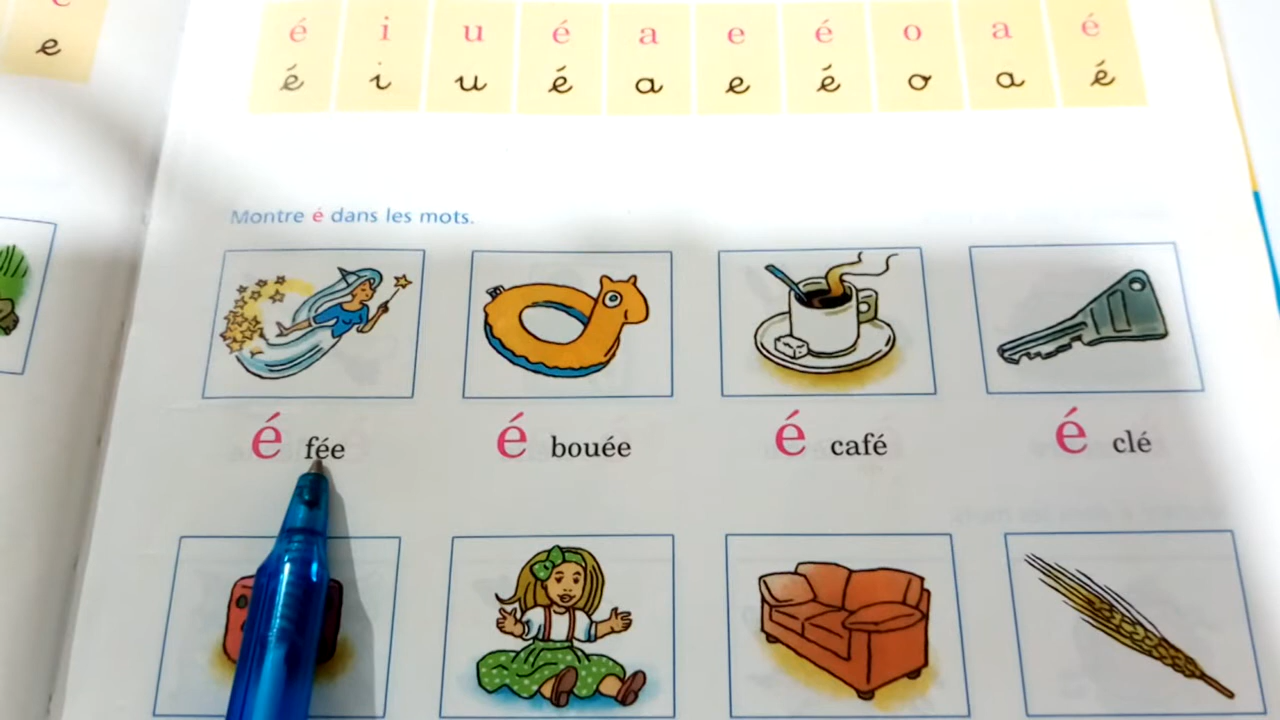 e
é i u é a e é o a é
é i u é a e é o a é
Montre é dans les mots.
é fée é bouée é café é clé